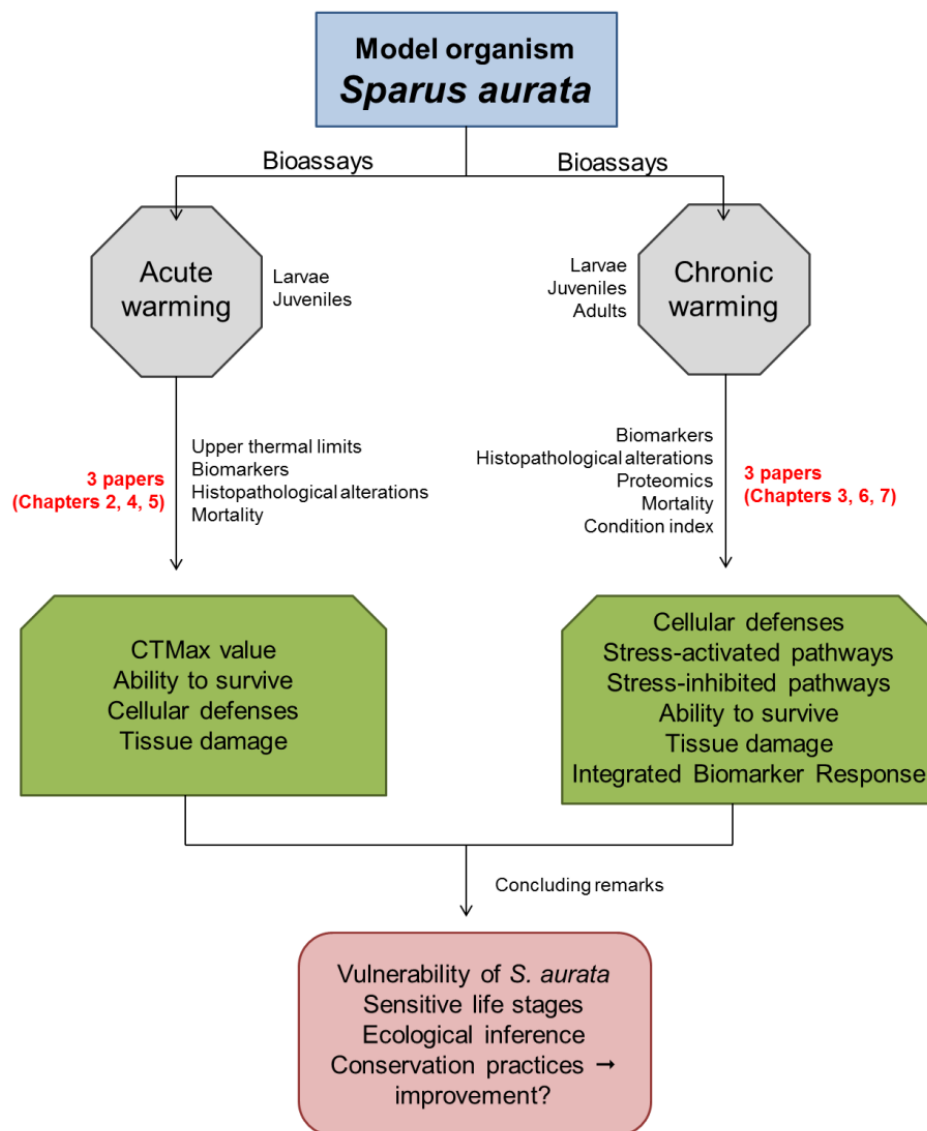 Model organism
Sparus aurata
Bioassays
Bioassays
Acute
warming
Larvae
Juveniles
Larvae
Juveniles
Adults
Chronic
warming
3 papers
(Chapters 2, 4, 5)
Upper thermal limits
Biomarkers
Histopathological alterations
Mortality
Biomarkers
Histopathological alterations
Proteomics
Mortality
Condition index
3 papers
(Chapters 3, 6, 7)
CTMax value
Ability to survive
Cellular defenses
Tissue damage
Cellular defenses
Stress-activated pathways
Stress-inhibited pathways
Ability to survive
Tissue damage
Integrated Biomarker Response
Concluding remarks
Vulnerability of S. aurata
Sensitive life stages
Ecological inference
Conservation practices →
improvement?